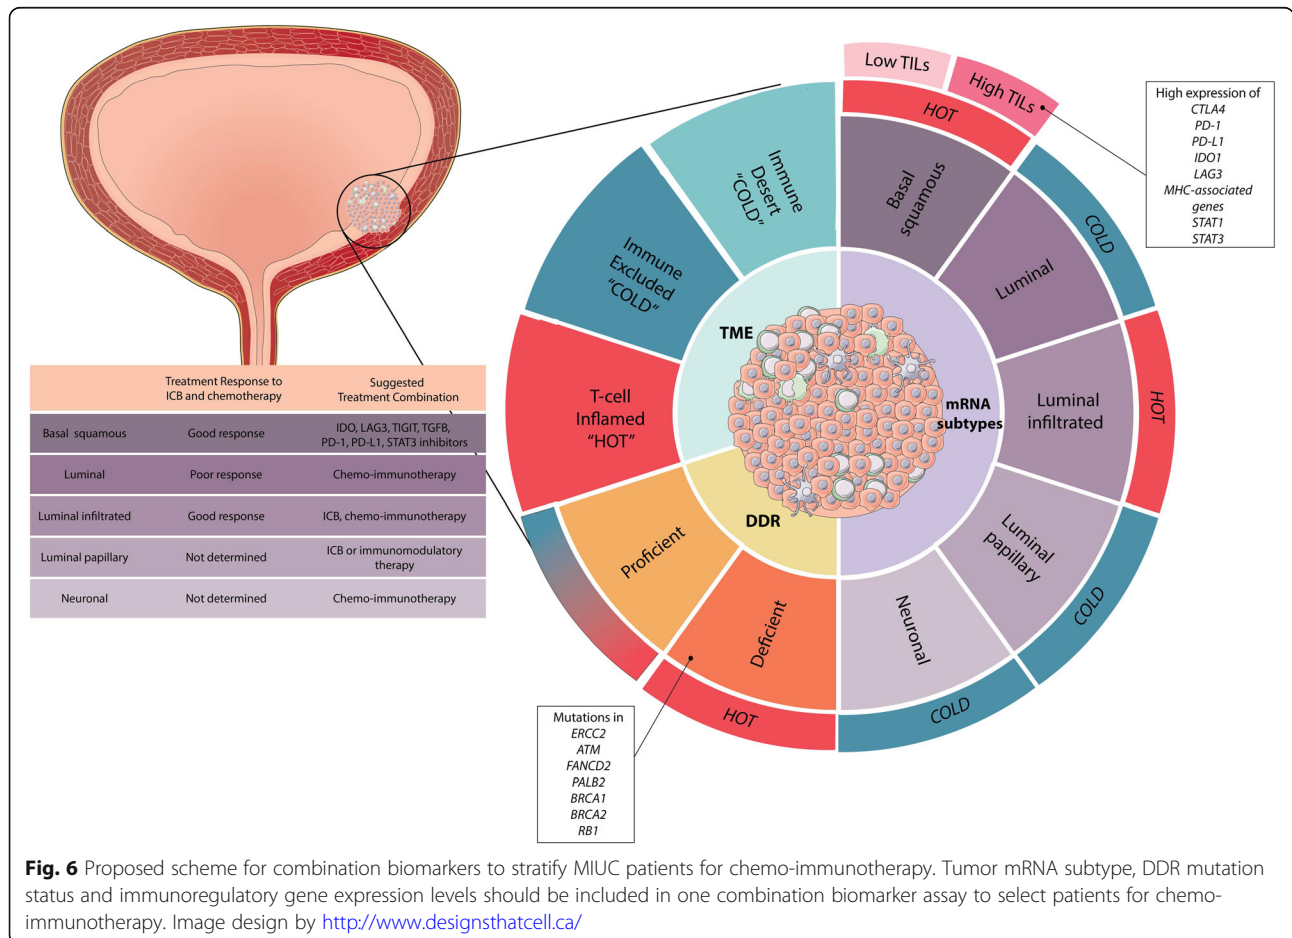 Low TILs
High TILs
HOT
High expression of
CTLA4
PD-1
PD-L1
IDO1
LAG3
MHC-associated
genes
STAT1
STAT3
Immune
Desert
"COLD"
Basal
squamous
COLD
Luminal
Immune
Excluded
"COLD"
TME
T-cell
Inflamed
"HOT"
mRNA
subtypes
Luminal
infiltrated
HOT
DDR
Proficient
Luminal
papillary
COLD
Deficient
Neuronal
HOT
COLD
Mutations in
ERCC2
ATM
FANCD2
PALB2
BRCA1
BRCA2
RB1
Treatment Response to
ICB and chemotherapy
Suggested
Treatment Combination
Basal squamous
Good response
IDO, LAG3, TIGIT, TGFB,
PD-1, PD-L1, STAT3 inhibitors
Luminal
Poor response
Chemo-immunotherapy
Luminal infiltrated
Good response
ICB, chemo-immunotherapy
Luminal papillary
Not determined
ICB or immunomodulatory
therapy
Neuronal
Not determined
Chemo-immunotherapy
Fig. 6 Proposed scheme for combination biomarkers to stratify MIUC patients for chemo-immunotherapy. Tumor mRNA subtype, DDR mutation
status and immunoregulatory gene expression levels should be included in one combination biomarker assay to select patients for chemo-
immunotherapy. Image design by http://www.designsthatcell.ca/